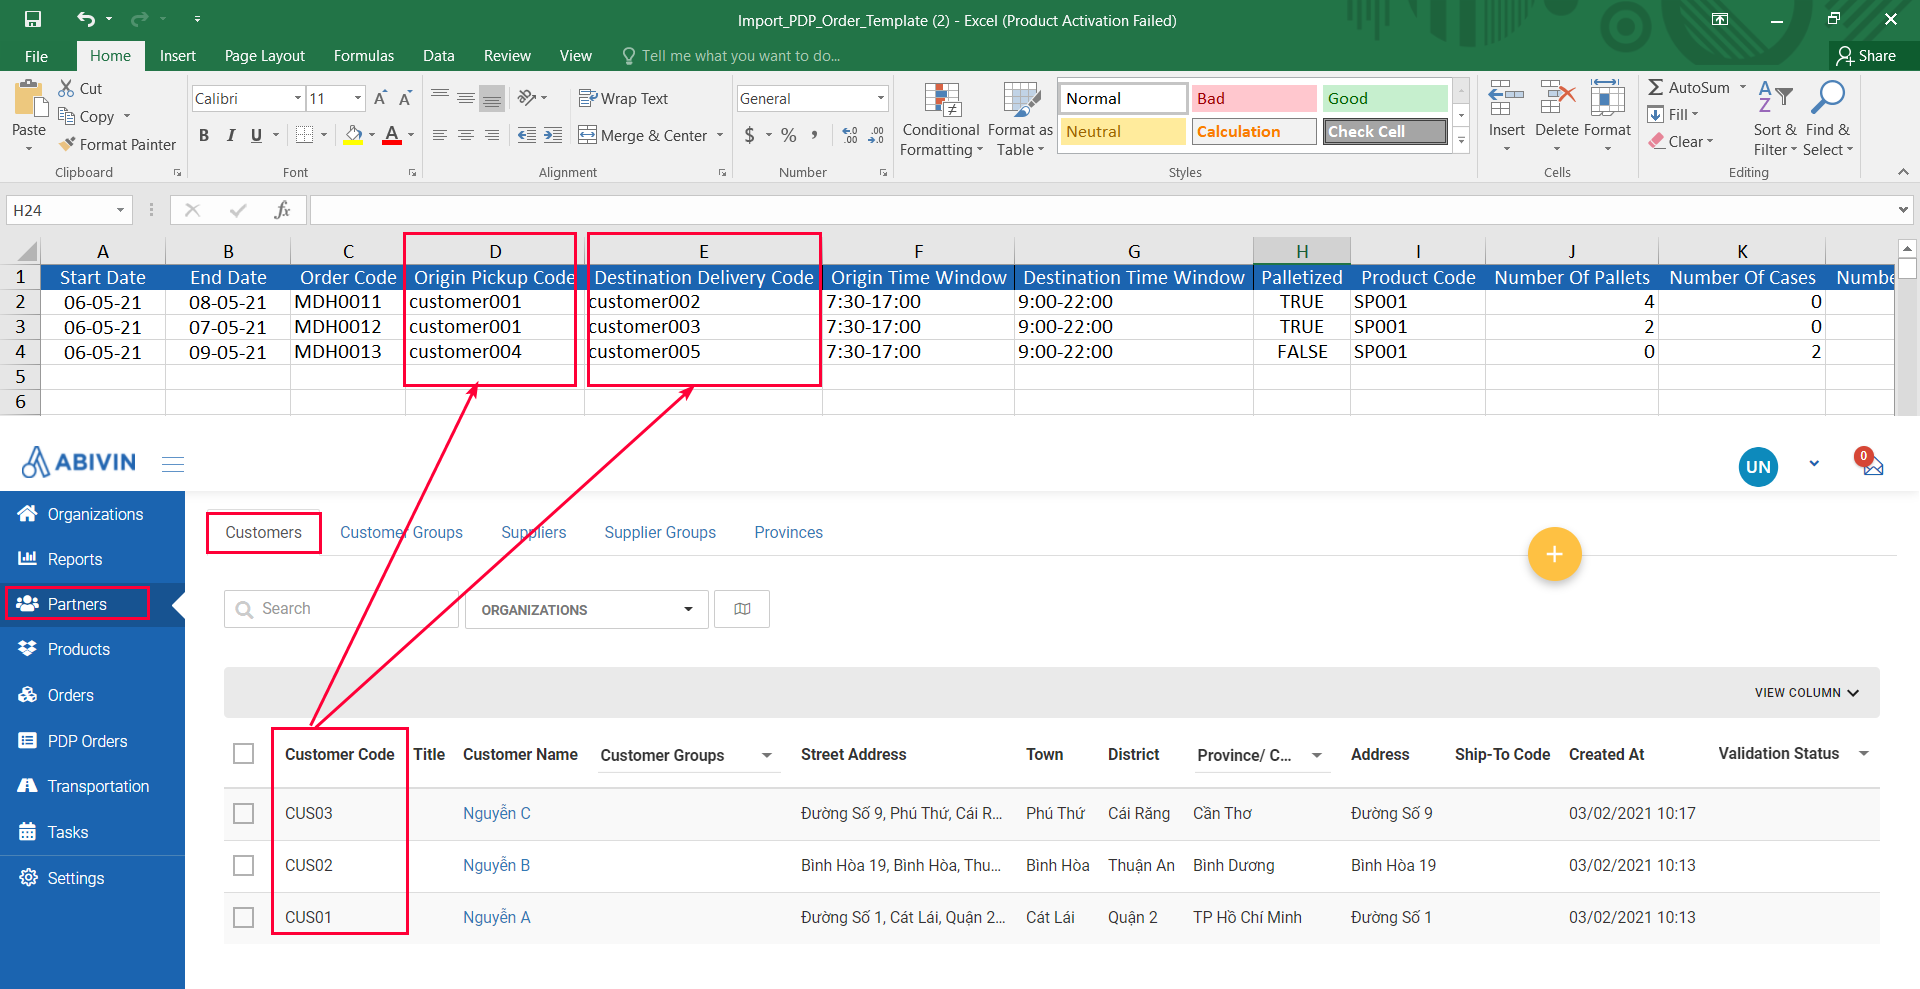 Import_PDP_Order_Template (2) - Excel (Product Activation Failed)
File Home Insert Page Layout Formulas Data Review View Tell me what you want to do... Share
Paste
Cut
Copy
Format Painter
Clipboard
Calibri 11
B I U A
Font
Wrap Text
Merge & Center
Alignment
General
$ % ,
Number
Conditional Formatting
Format as Table
Normal Bad Good
Neutral Calculation Check Cell
Styles
Insert Delete Format
Cells
AutoSum
Fill
Clear
Sort & Filter
Find & Select
Editing
H24 fx
A B C D E F G H I J K
1 Start Date End Date Order Code Origin Pickup Code Destination Delivery Code Origin Time Window Destination Time Window Palletized Product Code Number Of Pallets Number Of Cases Numbe
2 06-05-21 08-05-21 MDH0011 customer001 customer002 7:30-17:00 9:00-22:00 TRUE SP001 4 0
3 06-05-21 07-05-21 MDH0012 customer001 customer003 7:30-17:00 9:00-22:00 TRUE SP001 2 0
4 06-05-21 09-05-21 MDH0013 customer004 customer005 7:30-17:00 9:00-22:00 FALSE SP001 0 2
5
6
ABIVIN UN 0
Organizations
Reports
Partners
Products
Orders
PDP Orders
Transportation
Tasks
Settings
Customers Customer Groups Suppliers Supplier Groups Provinces
+
Search ORGANIZATIONS
VIEW COLUMN
Customer Code Title Customer Name Customer Groups Street Address Town District Province/ C... Address Ship-To Code Created At Validation Status
CUS03 Nguyễn C Đường Số 9, Phú Thứ, Cái R... Phú Thứ Cái Răng Cần Thơ Đường Số 9 03/02/2021 10:17
CUS02 Nguyễn B Bình Hòa 19, Bình Hòa, Thu... Bình Hòa Thuận An Bình Dương Bình Hòa 19 03/02/2021 10:13
CUS01 Nguyễn A Đường Số 1, Cát Lái, Quận 2... Cát Lái Quận 2 TP Hồ Chí Minh Đường Số 1 03/02/2021 10:13